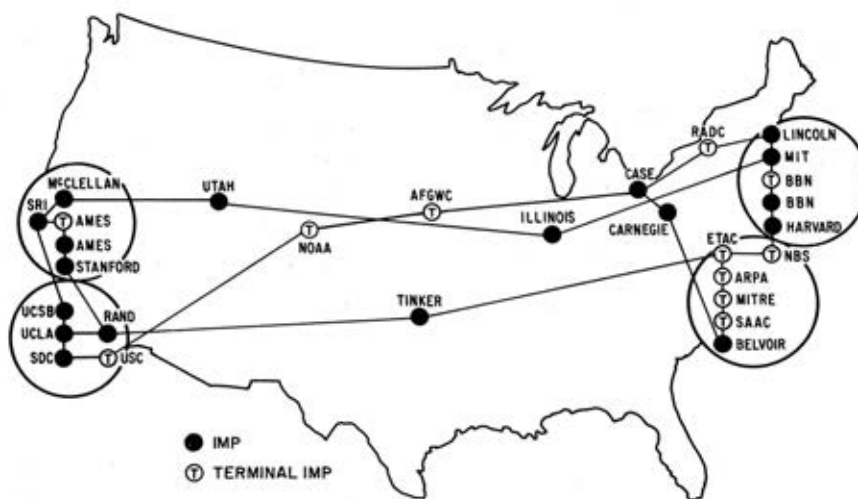 RADC
LINCOLN
MIT
McCLELLAN
CASE
UTAH
AFGWC
T BBN
SRI
T AMES
BBN
ILLINOIS
CARNEGIE
AMES
T
NOAA
HARVARD
STANFORD
ETAC
T
T NBS
T ARPA
TINKER
T MITRE
UCSB
RAND
T SAAC
UCLA
BELVOIR
SDC
T USC
IMP
T TERMINAL IMP